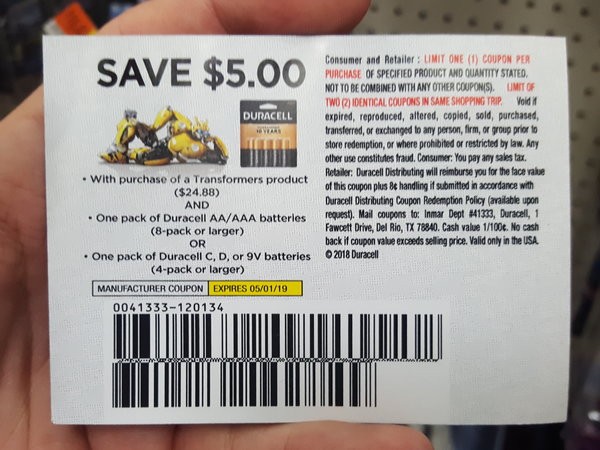 SAVE $5.00
DURACELL
10 YEARS
• With purchase of a Transformers product
($24.88)
AND
• One pack of Duracell AA/AAA batteries
(8-pack or larger)
OR
• One pack of Duracell C, D, or 9V batteries
(4-pack or larger)
MANUFACTURER COUPON EXPIRES 05/01/19
0041333-120134
Consumer and Retailer : LIMIT ONE (1) COUPON PER
PURCHASE OF SPECIFIED PRODUCT AND QUANTITY STATED.
NOT TO BE COMBINED WITH ANY OTHER COUPON(S). LIMIT OF
TWO (2) IDENTICAL COUPONS IN SAME SHOPPING TRIP. Void if
expired, reproduced, altered, copied, sold, purchased,
transferred, or exchanged to any person, firm, or group prior to
store redemption, or where prohibited or restricted by law. Any
other use constitutes fraud. Consumer: You pay any sales tax.
Retailer: Duracell Distributing will reimburse you for the face value
of this coupon plus 8¢ handling if submitted in accordance with
Duracell Distributing Coupon Redemption Policy (available upon
request). Mail coupons to: Inmar Dept #41333, Duracell, 1
Fawcett Drive, Del Rio, TX 78840. Cash value 1/100¢. No cash
back if coupon value exceeds selling price. Valid only in the USA.
© 2018 Duracell